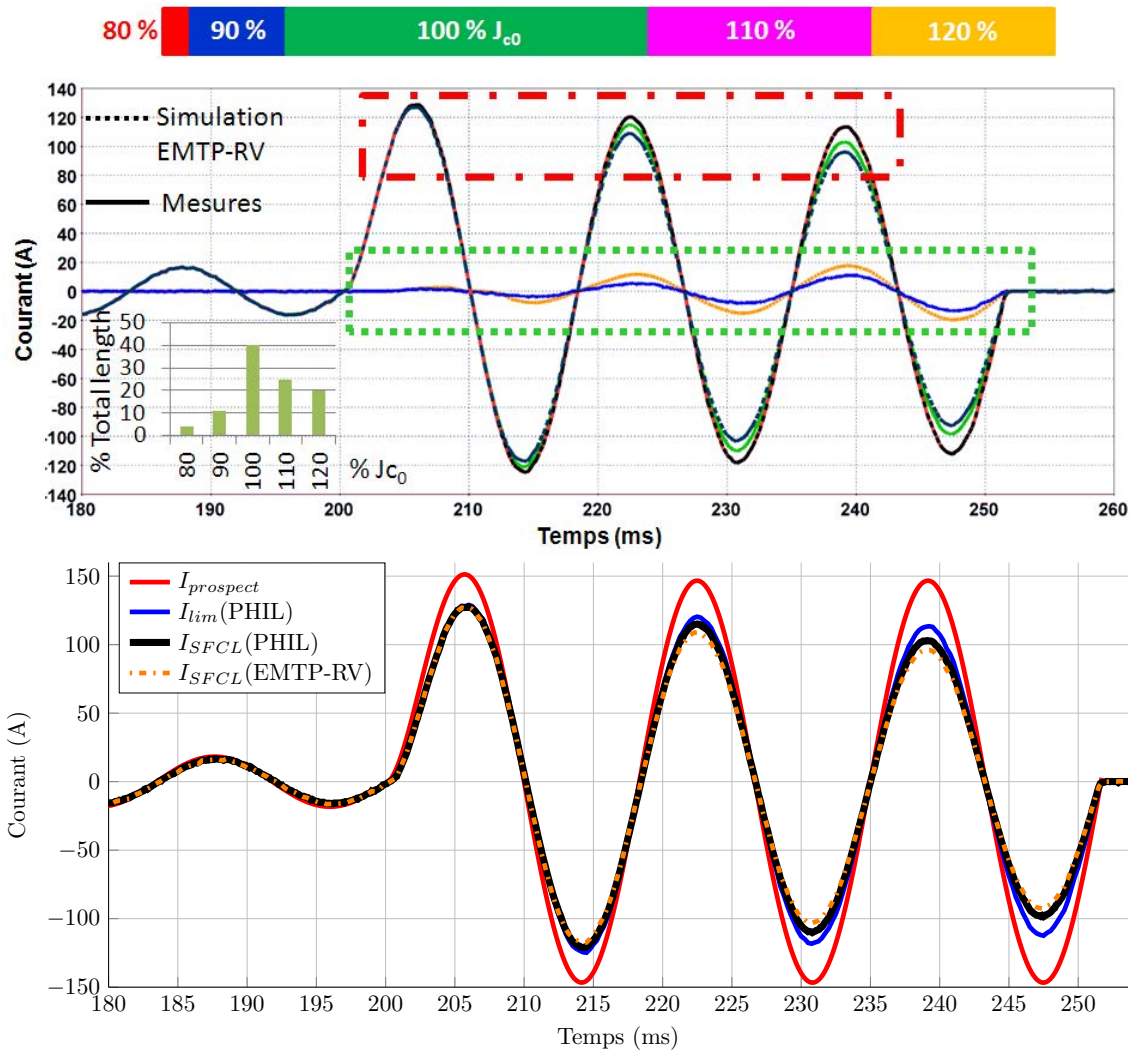 80 % 90 % 100 % Jc0 110 % 120 %
140
120
100
80
60
40
20
0
-20
-40
-60
-80
-100
-120
-140
Courant (A)
Simulation
EMTP-RV
Mesures
50
40
30
20
10
0
% Total length
80 90 100 110 120 % Jc0
180 190 200 210 220 230 240 250 260
Temps (ms)
Iprospect
Ilim(PHIL)
ISFCL(PHIL)
ISFCL(EMTP-RV)
150
100
50
0
−50
−100
−150
Courant (A)
180 185 190 195 200 205 210 215 220 225 230 235 240 245 250
Temps (ms)